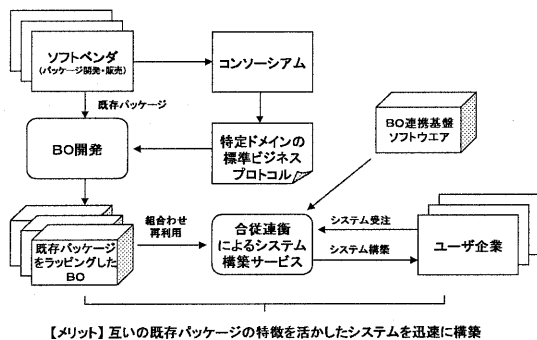 ソフトベンダ
(パッケージ開発・販売)
コンソーシアム
既存パッケージ
BO開発
特定ドメインの
標準ビジネス
プロトコル
BO連携基盤
ソフトウエア
既存パッケージ
をラッピングした
BO
組合わせ
再利用
合従連衡
によるシステム
構築サービス
システム受注
システム構築
ユーザ企業
【メリット】互いの既存パッケージの特徴を活かしたシステムを迅速に構築